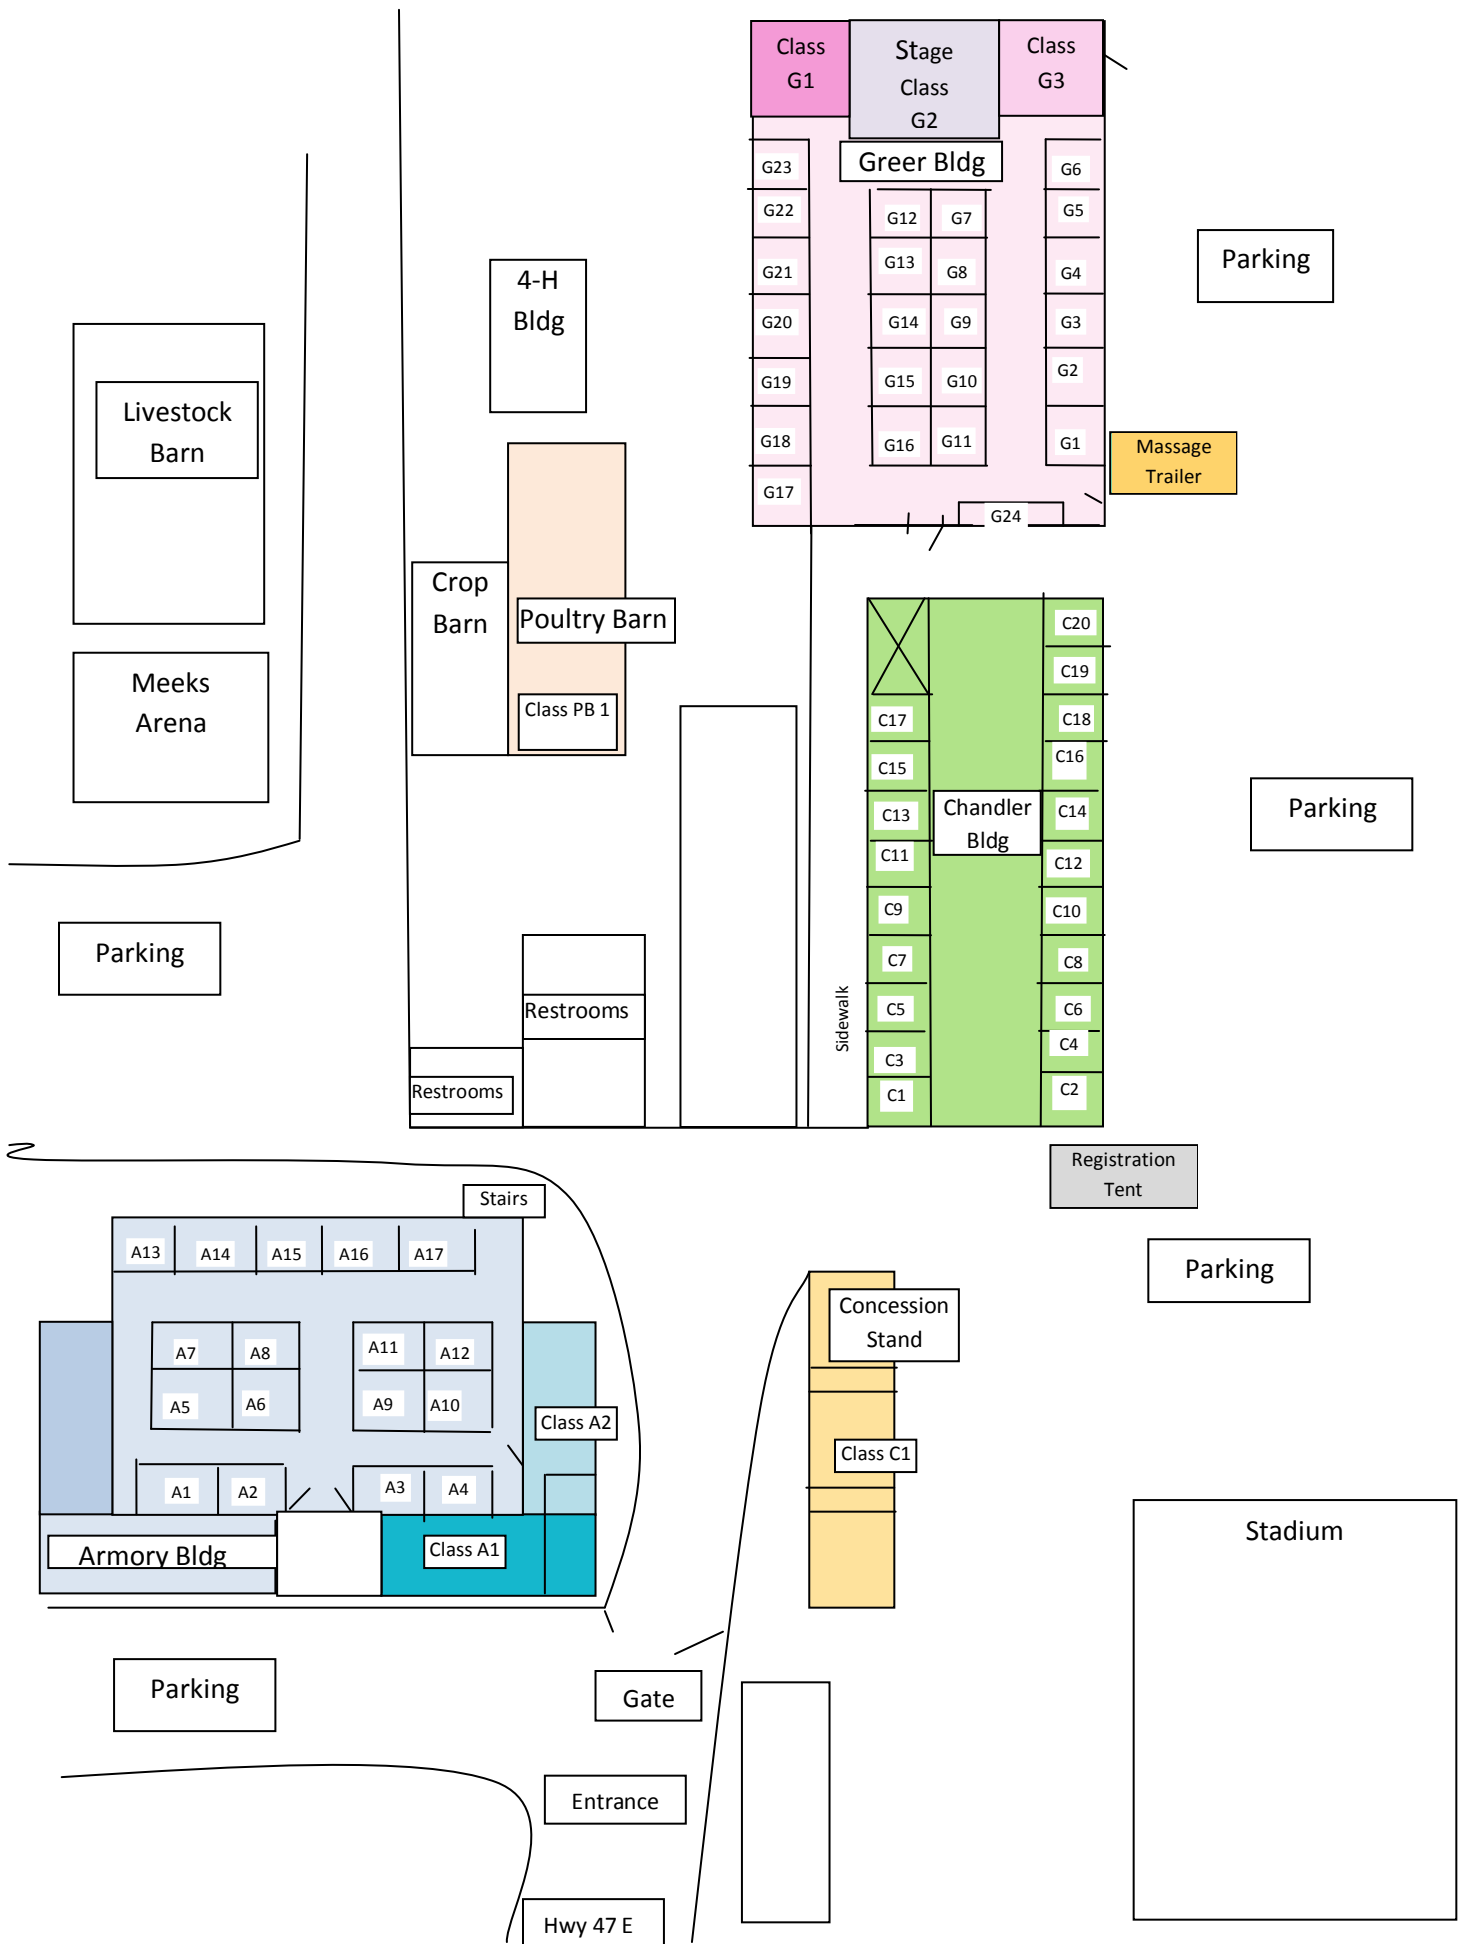 Class
G1
Stage
Class
G2
Class
G3
Greer Bldg
G23
G22
G21
G20
G19
G18
G17
G12
G7
G13
G8
G14
G9
G15
G10
G16
G11
G6
G5
G4
G3
G2
G1
G24
Parking
Massage
Trailer
4-H
Bldg
Livestock
Barn
Meeks
Arena
Crop
Barn
Poultry Barn
Class PB 1
C20
C19
C18
C16
C14
C12
C10
C8
C6
C4
C2
C17
C15
C13
C11
C9
C7
C5
C3
C1
Chandler
Bldg
Parking
Parking
Sidewalk
Restrooms
Restrooms
Registration
Tent
Parking
Stairs
A13
A14
A15
A16
A17
A7
A8
A11
A12
A5
A6
A9
A10
A1
A2
A3
A4
Class A2
Class A1
Armory Bldg
Concession
Stand
Class C1
Stadium
Parking
Gate
Entrance
Hwy 47 E